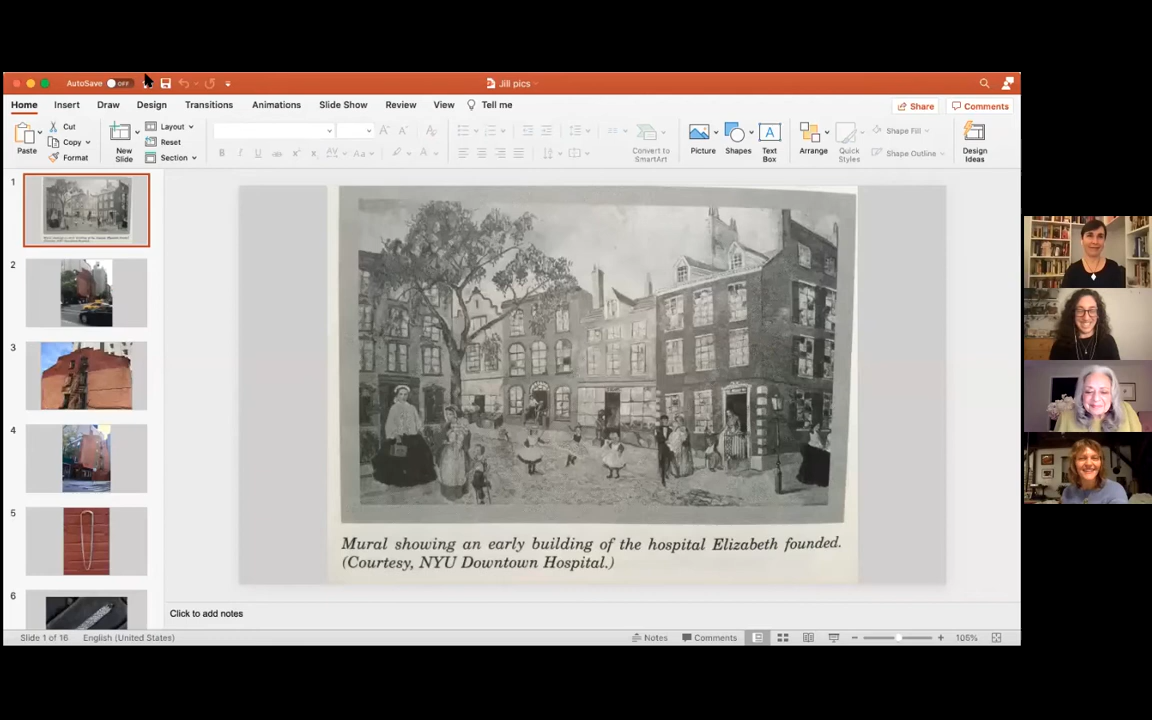 AutoSave OFF
Jill pics
Home Insert Draw Design Transitions Animations Slide Show Review View Tell me
Share Comments
Paste
Cut
Copy
Format
New
Slide
Layout
Reset
Section
Convert to
SmartArt
Picture
Shapes
Text
Box
Arrange
Quick
Styles
Shape Fill
Shape Outline
Design
Ideas
1
2
3
4
5
6
Mural showing an early building of the hospital Elizabeth founded.
(Courtesy, NYU Downtown Hospital.)
Click to add notes
Slide 1 of 16 English (United States) Notes Comments 105%